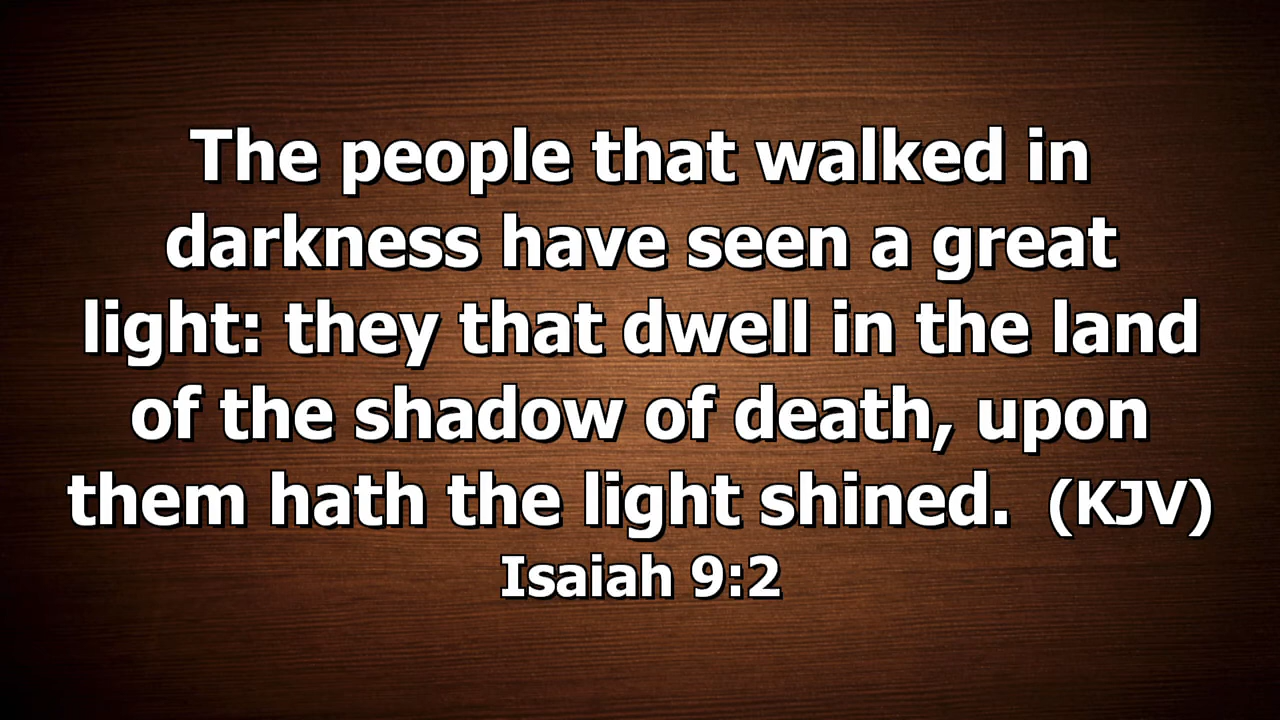 The people that walked in
darkness have seen a great
light: they that dwell in the land
of the shadow of death, upon
them hath the light shined. (KJV)
Isaiah 9:2